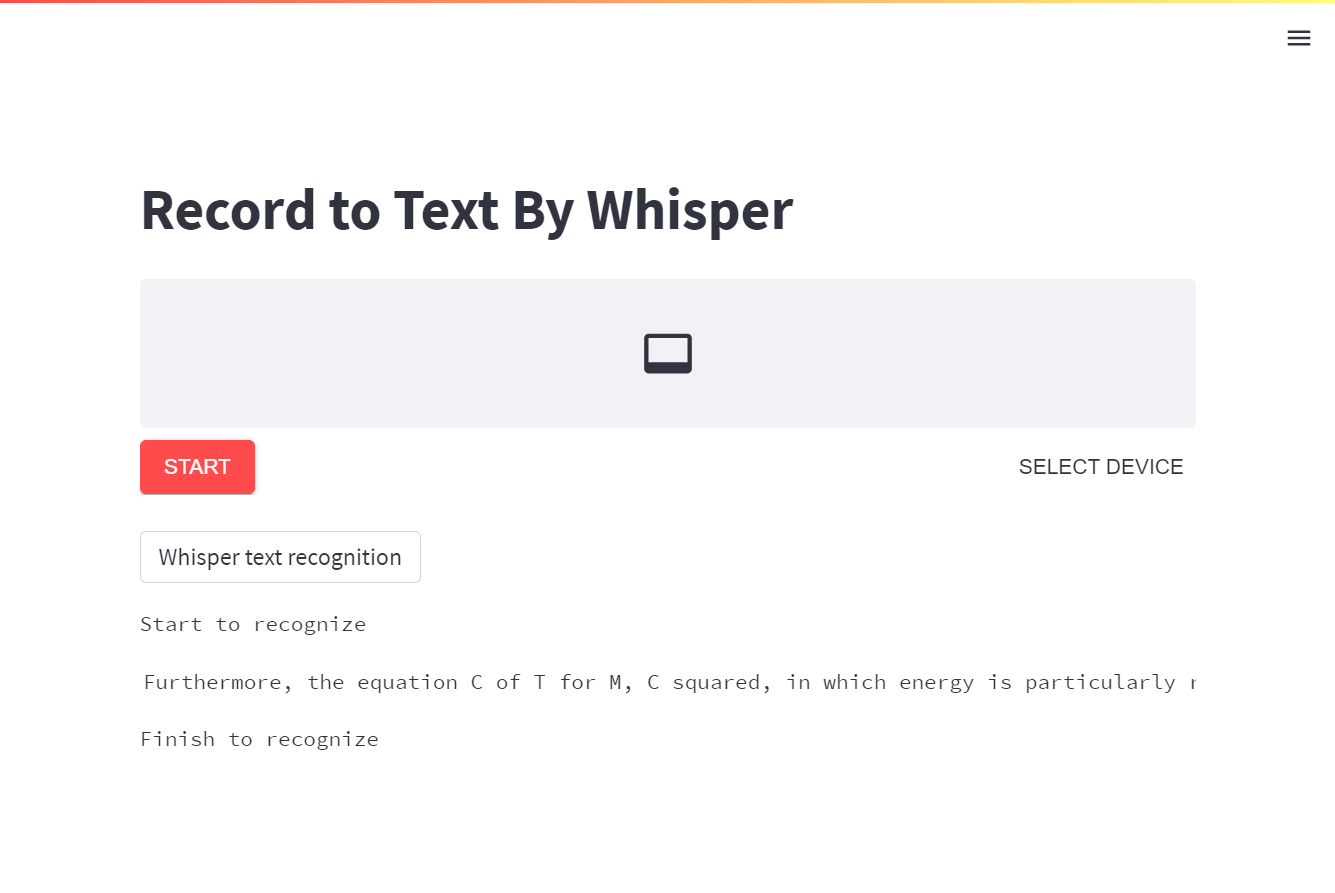 Record to Text By Whisper
START
SELECT DEVICE
Whisper text recognition
Start to recognize
Furthermore, the equation C of T for M, C squared, in which energy is particularly
Finish to recognize